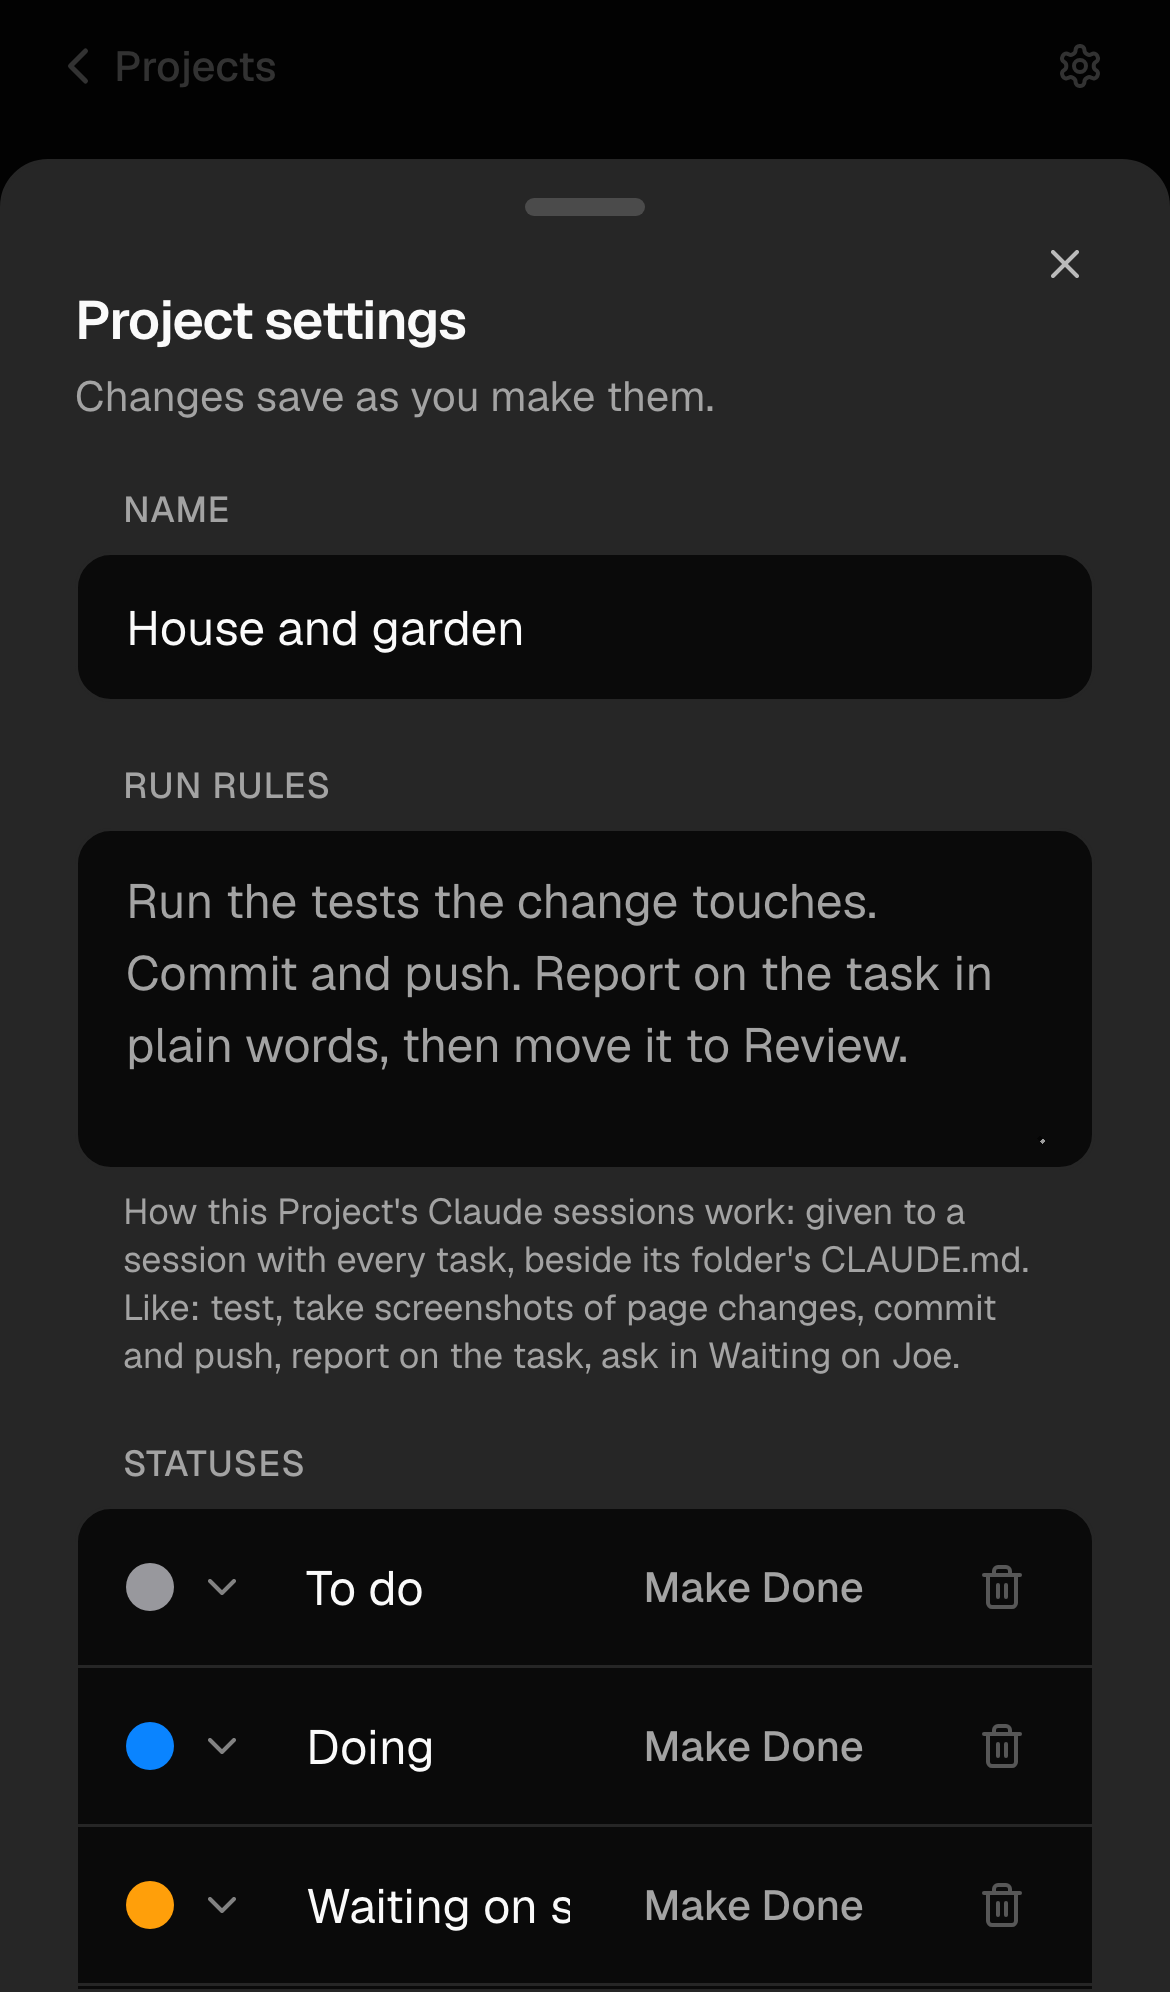 Projects
Project settings
Changes save as you make them.
NAME
House and garden
RUN RULES
Run the tests the change touches.
Commit and push. Report on the task in
plain words, then move it to Review.
How this Project's Claude sessions work: given to a
session with every task, beside its folder's CLAUDE.md.
Like: test, take screenshots of page changes, commit
and push, report on the task, ask in Waiting on Joe.
STATUSES
To do Make Done
Doing Make Done
Waiting on s Make Done